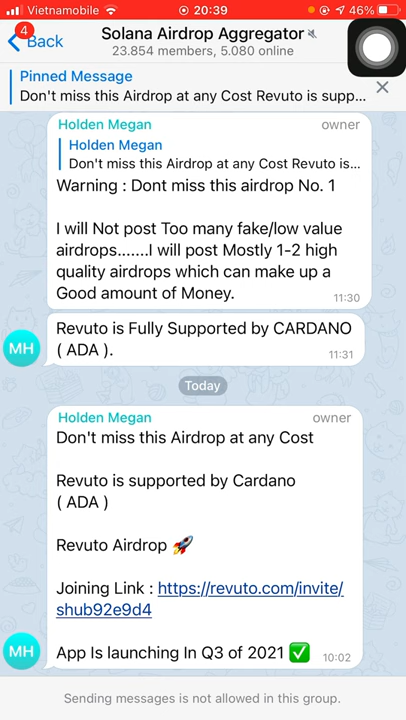 Vietnamobile 20:39 46%
4
Back
Solana Airdrop Aggregator
23.854 members, 5.080 online
Pinned Message
Don't miss this Airdrop at any Cost Revuto is supp...
Holden Megan owner
Holden Megan
Don't miss this Airdrop at any Cost Revuto is...
Warning : Dont miss this airdrop No. 1
I will Not post Too many fake/low value
airdrops.......I will post Mostly 1-2 high
quality airdrops which can make up a
Good amount of Money.
11:30
Revuto is Fully Supported by CARDANO
( ADA ).
11:31
MH
Today
Holden Megan owner
Don't miss this Airdrop at any Cost
Revuto is supported by Cardano
( ADA )
Revuto Airdrop 🚀
Joining Link : https://revuto.com/invite/
shub92e9d4
App Is launching In Q3 of 2021 ✅ 10:02
MH
Sending messages is not allowed in this group.